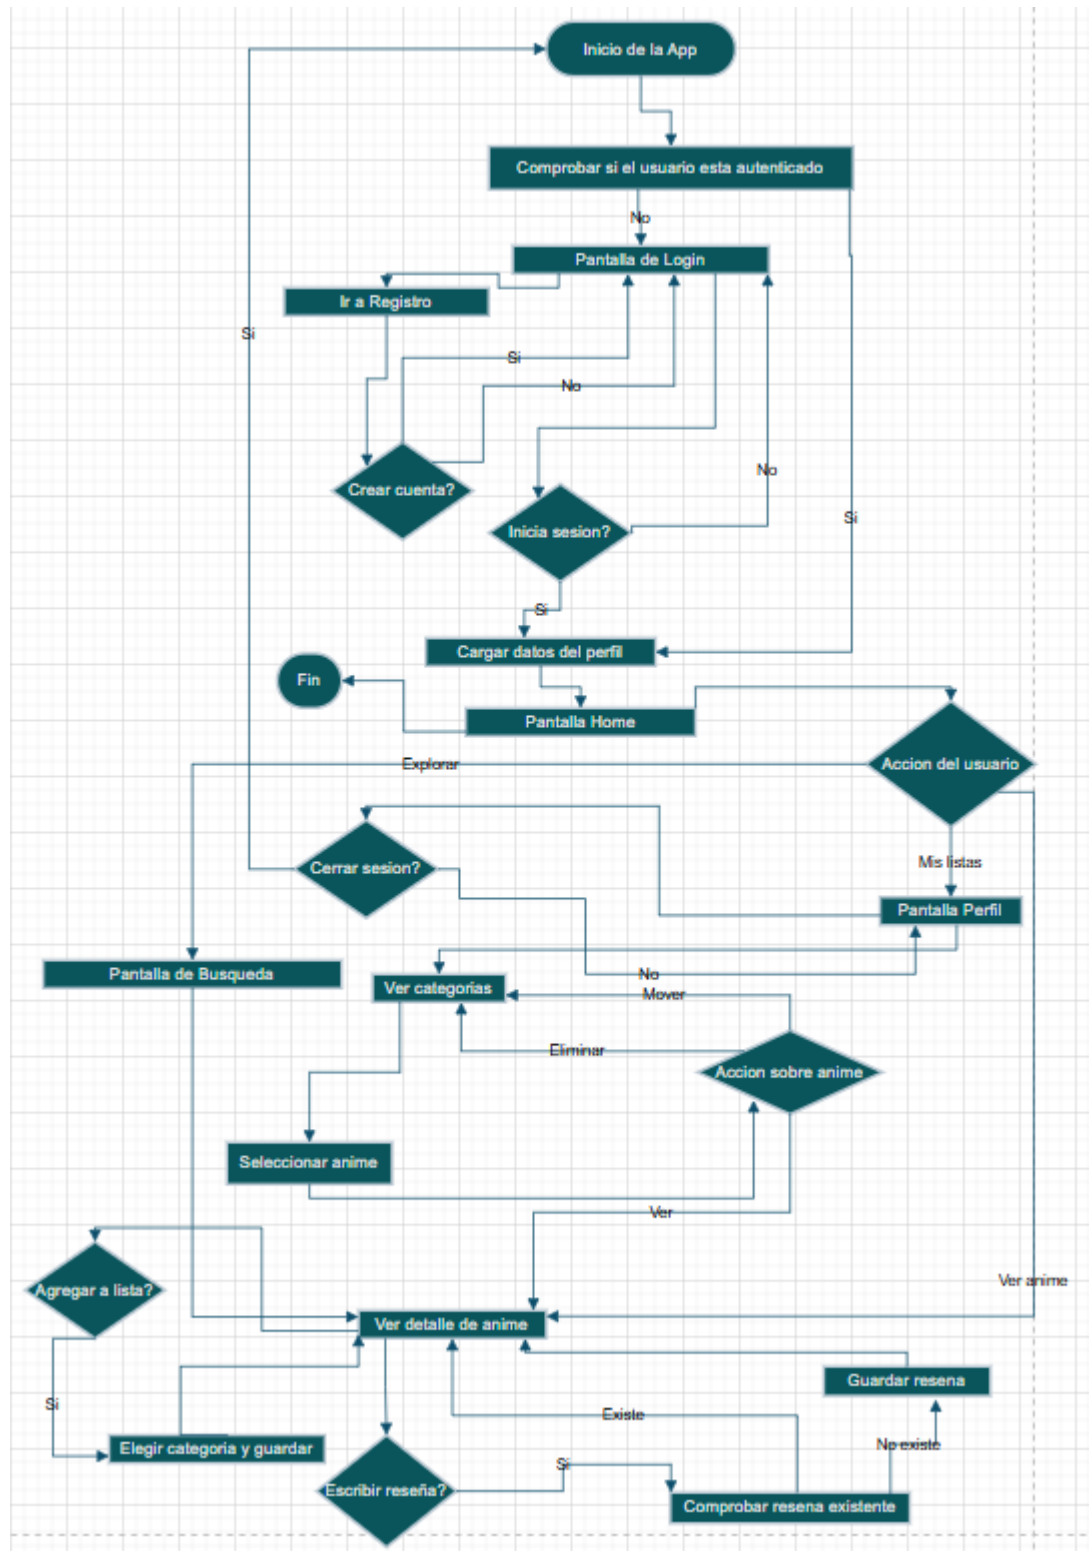 Inicio de la App
Comprobar si el usuario esta autenticado
No
Pantalla de Login
Ir a Registro
Si
Si
No
No
Crear cuenta?
Si
Inicia sesion?
Si
Cargar datos del perfil
Fin
Pantalla Home
Explorar
Accion del usuario
Cerrar sesion?
Mis listas
Pantalla Perfil
Pantalla de Busqueda
No
Ver categorias
Mover
Eliminar
Accion sobre anime
Seleccionar anime
Ver
Ver anime
Agregar a lista?
Ver detalle de anime
Guardar resena
Si
Existe
No existe
Elegir categoria y guardar
Si
Escribir reseña?
Comprobar resena existente